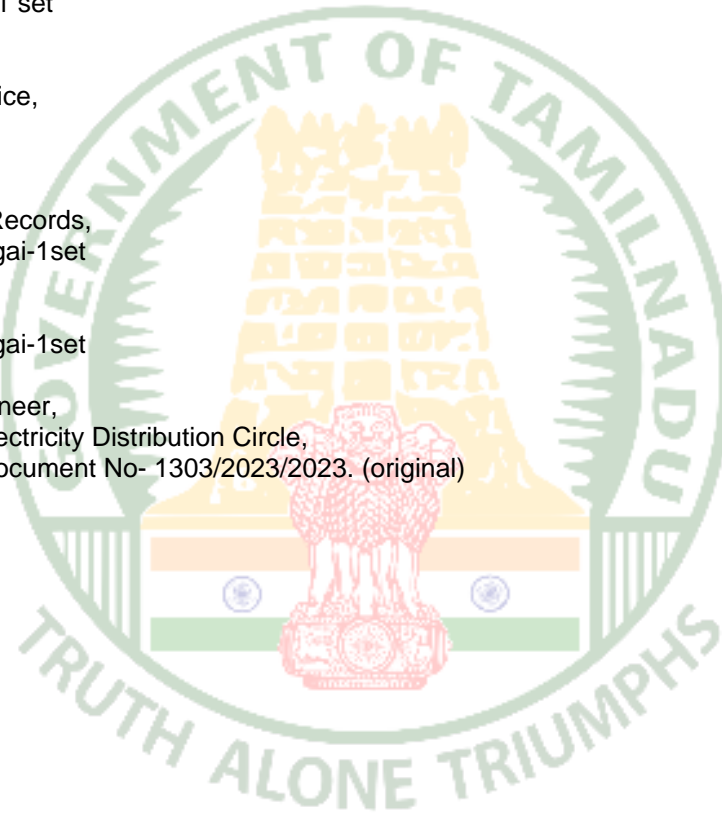 1 set
ice,
Records,
gai-1set
gai-1set
neer,
ectricity Distribution Circle,
ocument No- 1303/2023/2023. (original)
GOVERNMENT OF TAMILNADU
TRUTH ALONE TRIUMPHS